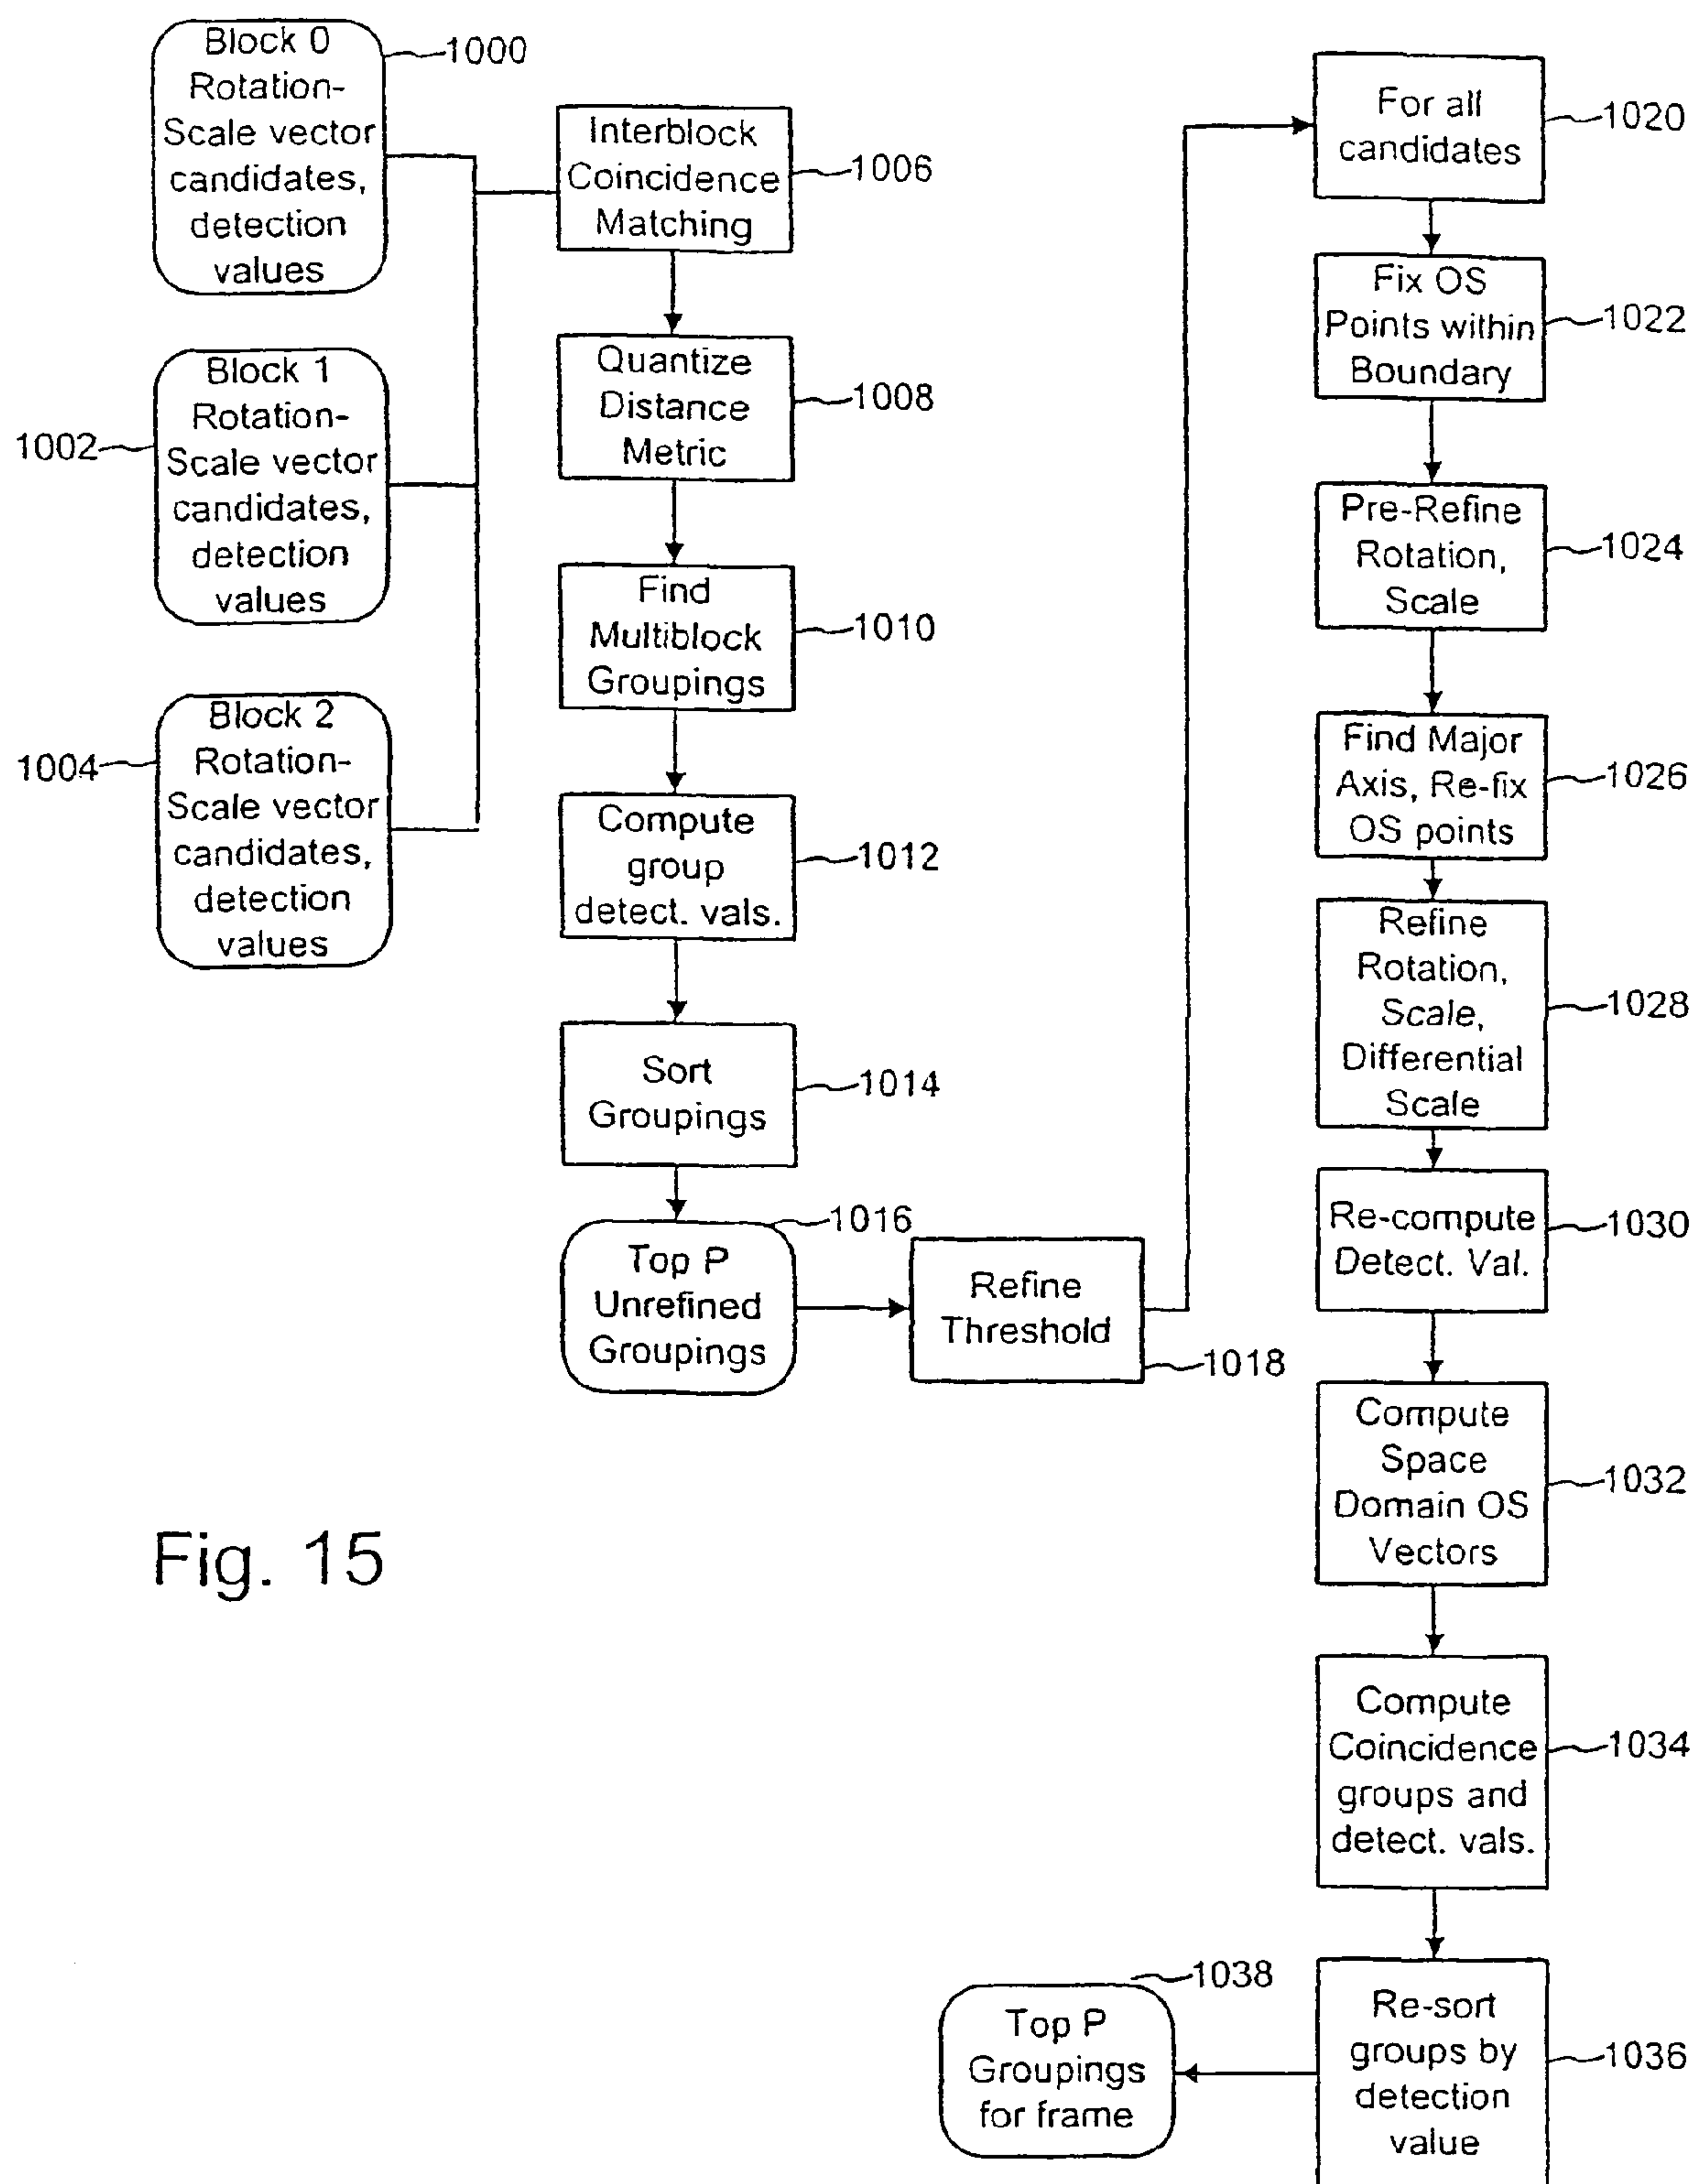 Block 0
Rotation-
Scale vector
candidates,
detection
values
1000
Block 1
Rotation-
Scale vector
candidates,
detection
values
1002
Block 2
Rotation-
Scale vector
candidates,
detection
values
1004
Interblock
Coincidence
Matching
1006
Quantize
Distance
Metric
1008
Find
Multiblock
Groupings
1010
Compute
group
detect. vals.
1012
Sort
Groupings
1014
Top P
Unrefined
Groupings
1016
Refine
Threshold
1018
For all
candidates
1020
Fix OS
Points within
Boundary
1022
Pre-Refine
Rotation,
Scale
1024
Find Major
Axis, Re-fix
OS points
1026
Refine
Rotation,
Scale,
Differential
Scale
1028
Re-compute
Detect. Val.
1030
Compute
Space
Domain OS
Vectors
1032
Compute
Coincidence
groups and
detect. vals.
1034
Re-sort
groups by
detection
value
1036
Top P
Groupings
for frame
1038
Fig. 15